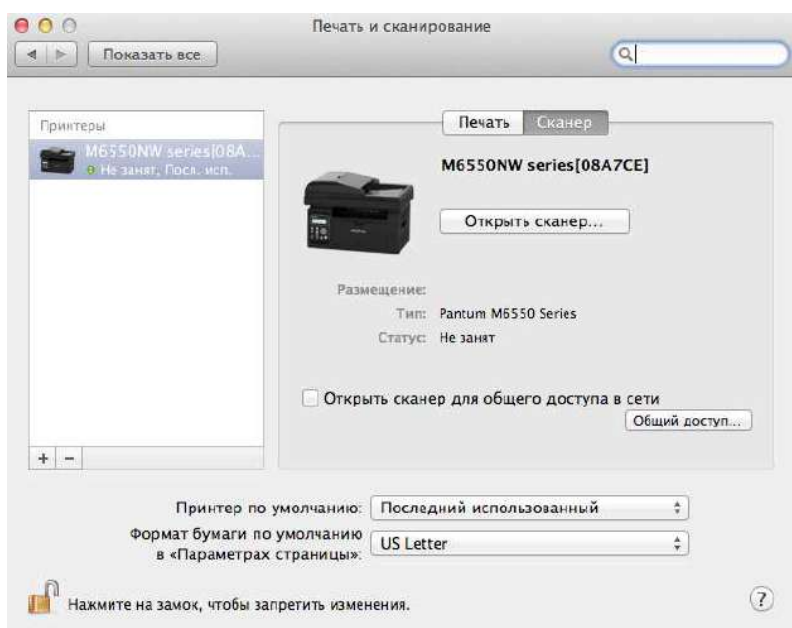 Печать и сканирование
Показать все
Принтеры
M6550NW series[08A...
Не занят, Посл. исп.
Печать Сканер
M6550NW series[08A7CE]
Открыть сканер...
Размещение:
Тип: Pantum M6550 Series
Статус: Не занят
Открыть сканер для общего доступа в сети
Общий доступ...
+ −
Принтер по умолчанию: Последний использованный
Формат бумаги по умолчанию
в «Параметрах страницы»: US Letter
Нажмите на замок, чтобы запретить изменения.
?